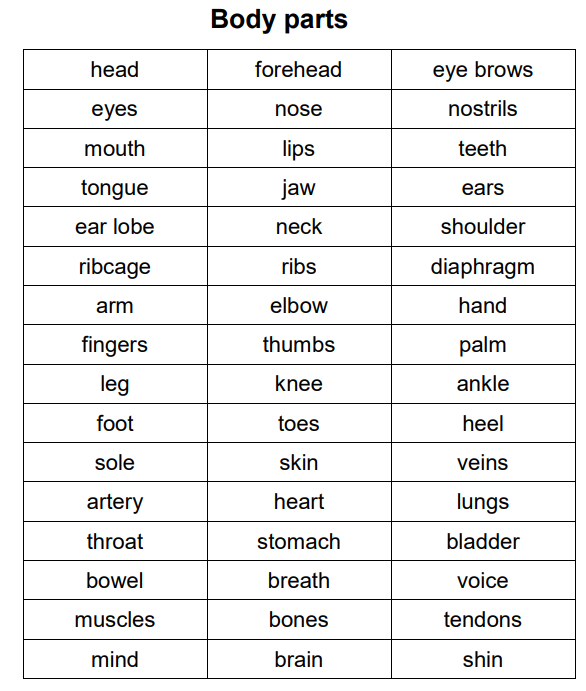 Body parts
head forehead eye brows
eyes nose nostrils
mouth lips teeth
tongue jaw ears
ear lobe neck shoulder
ribcage ribs diaphragm
arm elbow hand
fingers thumbs palm
leg knee ankle
foot toes heel
sole skin veins
artery heart lungs
throat stomach bladder
bowel breath voice
muscles bones tendons
mind brain shin